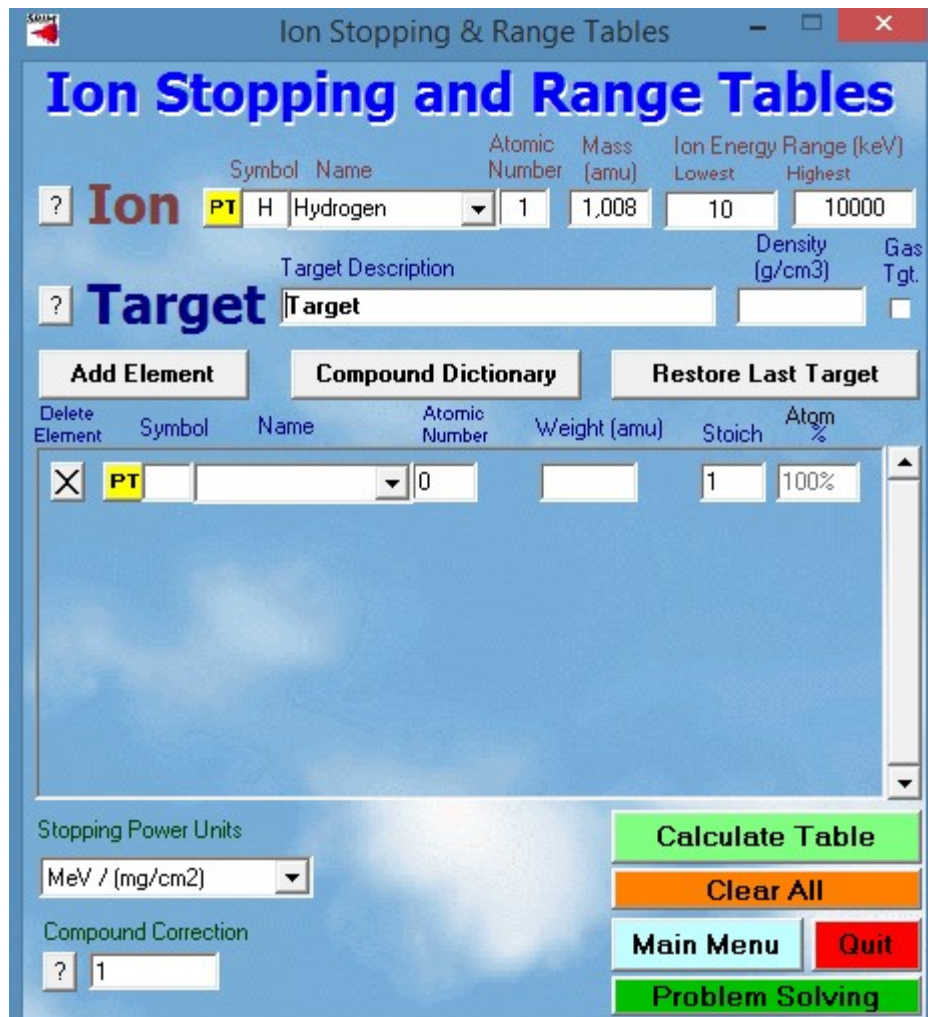 SRIM
Ion Stopping & Range Tables
Ion Stopping and Range Tables
Symbol Name Atomic Number Mass (amu) Ion Energy Range (keV) Lowest Highest
? Ion PT H Hydrogen 1 1,008 10 10000
Target Description Density (g/cm3) Gas Tgt.
? Target Target
Add Element Compound Dictionary Restore Last Target
Delete Element Symbol Name Atomic Number Weight (amu) Stoich Atom %
X PT 0 1 100%
Stopping Power Units
MeV / (mg/cm2)
Compound Correction
? 1
Calculate Table
Clear All
Main Menu Quit
Problem Solving